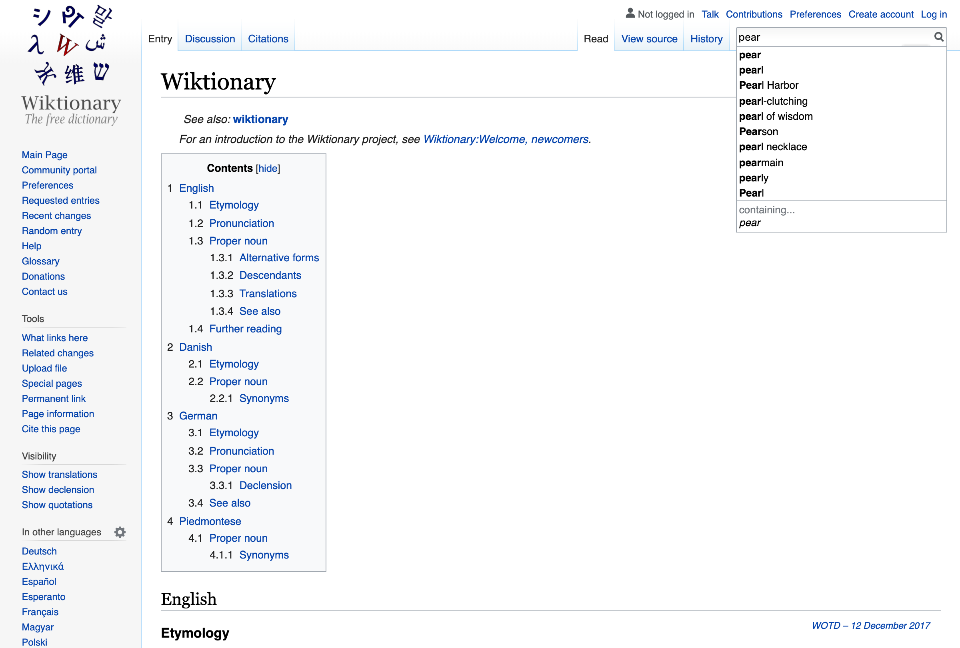 Not logged in Talk Contributions Preferences Create account Log in
Entry Discussion Citations Read View source History pear
pear
pearl
Pearl Harbor
pearl-clutching
pearl of wisdom
Pearson
pearl necklace
pearmain
pearly
Pearl
containing...
pear
シ
말
λ
W
ش
维
ש
Wiktionary
The free dictionary
Main Page
Community portal
Preferences
Requested entries
Recent changes
Random entry
Help
Glossary
Donations
Contact us
Tools
What links here
Related changes
Upload file
Special pages
Permanent link
Page information
Cite this page
Visibility
Show translations
Show declension
Show quotations
In other languages
Deutsch
Ελληνικά
Español
Esperanto
Français
Magyar
Polski
Wiktionary
See also: wiktionary
For an introduction to the Wiktionary project, see Wiktionary:Welcome, newcomers.
Contents [hide]
1 English
1.1 Etymology
1.2 Pronunciation
1.3 Proper noun
1.3.1 Alternative forms
1.3.2 Descendants
1.3.3 Translations
1.3.4 See also
1.4 Further reading
2 Danish
2.1 Etymology
2.2 Proper noun
2.2.1 Synonyms
3 German
3.1 Etymology
3.2 Pronunciation
3.3 Proper noun
3.3.1 Declension
3.4 See also
4 Piedmontese
4.1 Proper noun
4.1.1 Synonyms
English
WOTD – 12 December 2017
Etymology